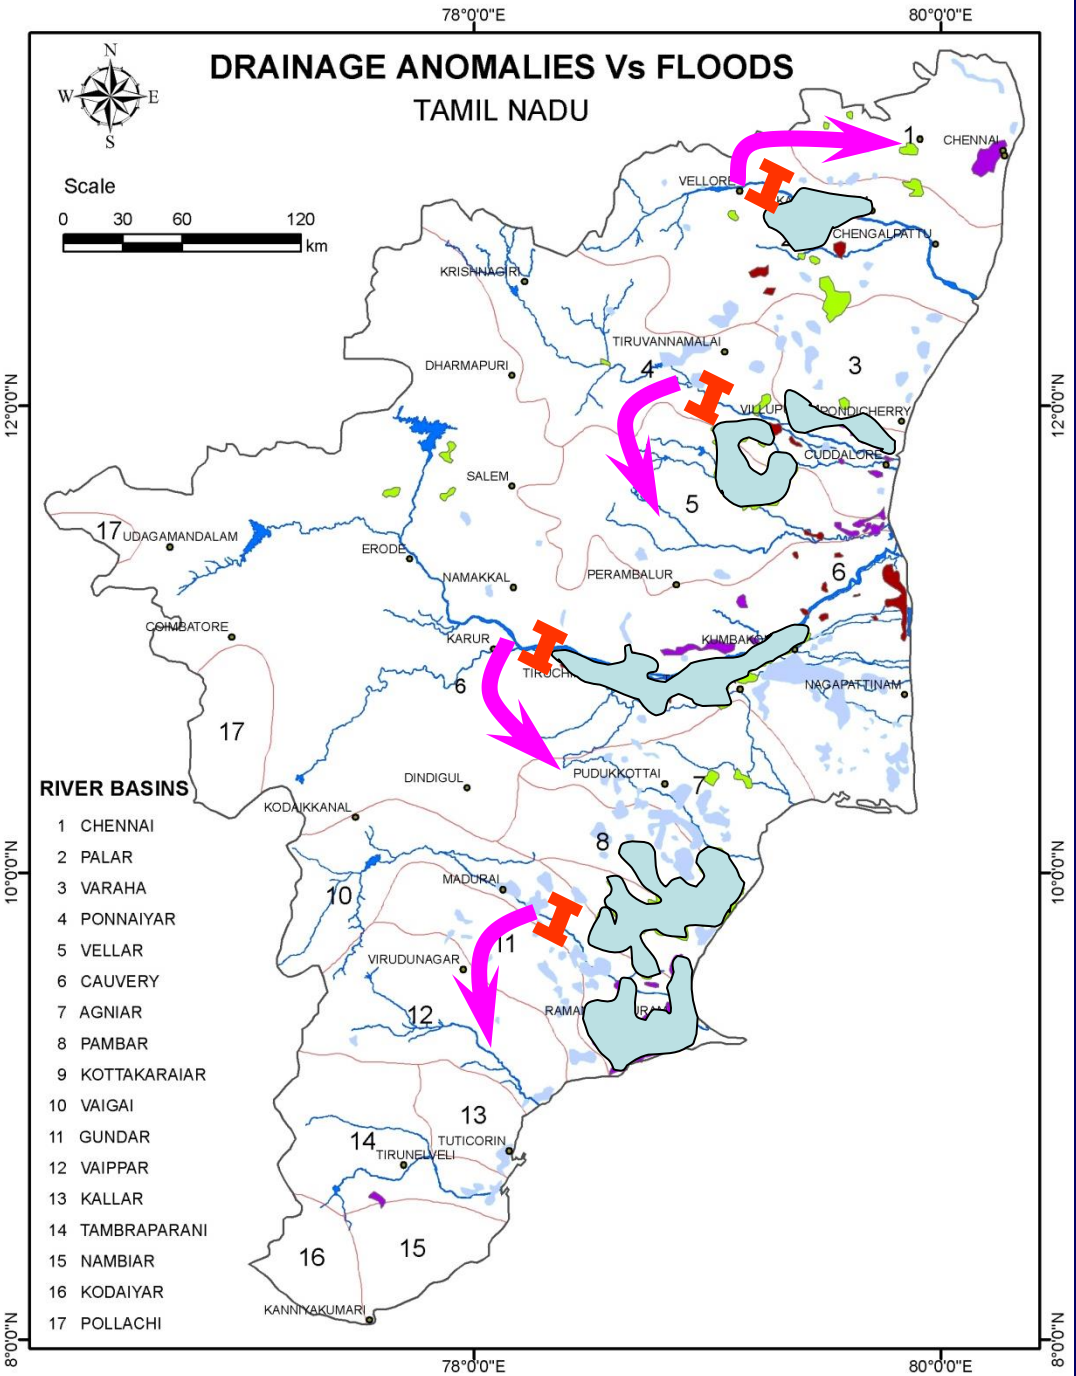 78°0'0"E 80°0'0"E
DRAINAGE ANOMALIES Vs FLOODS
TAMIL NADU
N
W E
S
Scale
0 30 60 120
km
1
CHENNAI
VELLORE
CHENGALPATTU
2
KRISHNAGIRI
TIRUVANNAMALAI
DHARMAPURI
4
3
12°0'0"N 12°0'0"N
PONDICHERRY
CUDDALORE
SALEM
5
17
UDAGAMANDALAM
ERODE
NAMAKKAL
PERAMBALUR
6
COIMBATORE
KARUR
6
NAGAPATTINAM
17
DINDIGUL
PUDUKKOTTAI
7
KODAIKKANAL
8
10°0'0"N 10°0'0"N
MADURAI
10
11
VIRUDUNAGAR
12
13
14
TUTICORIN
TIRUNELVELI
15
16
KANNIYAKUMARI
RIVER BASINS
1 CHENNAI
2 PALAR
3 VARAHA
4 PONNAIYAR
5 VELLAR
6 CAUVERY
7 AGNIAR
8 PAMBAR
9 KOTTAKARAIAR
10 VAIGAI
11 GUNDAR
12 VAIPPAR
13 KALLAR
14 TAMBRAPARANI
15 NAMBIAR
16 KODAIYAR
17 POLLACHI
8°0'0"N 8°0'0"N
78°0'0"E 80°0'0"E